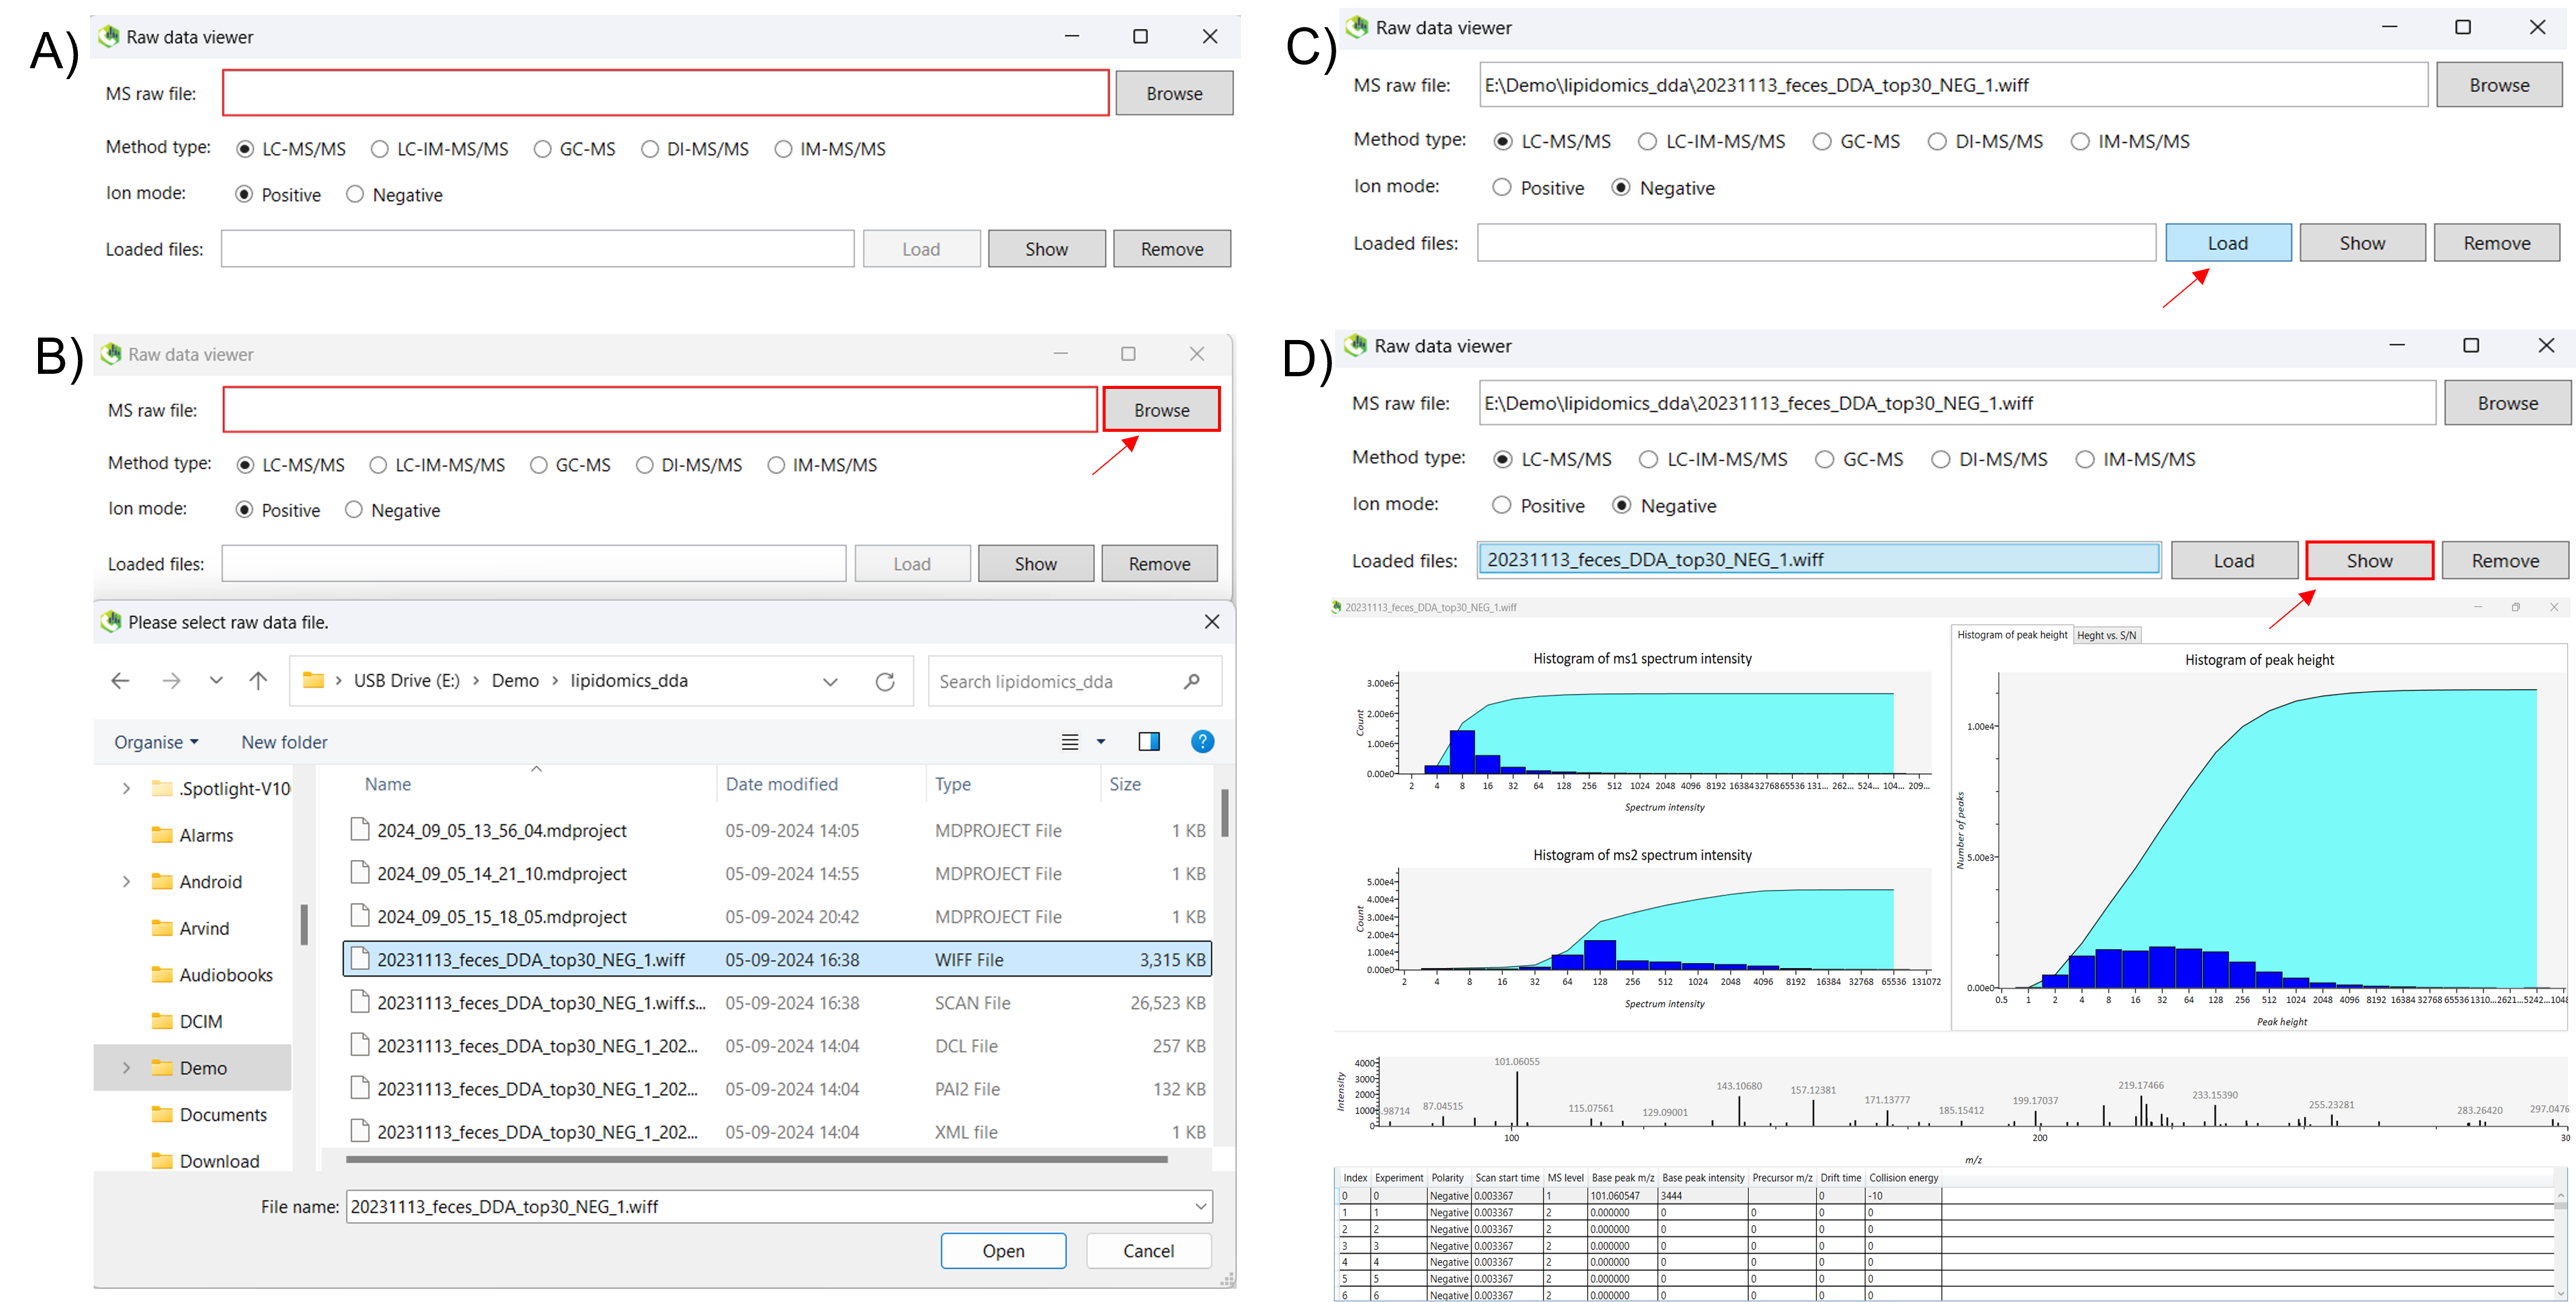 A)
Raw data viewer
MS raw file:
Browse
Method type: LC-MS/MS LC-IM-MS/MS GC-MS DI-MS/MS IM-MS/MS
Ion mode: Positive Negative
Loaded files: Load Show Remove
B)
Raw data viewer
MS raw file: Browse
Method type: LC-MS/MS LC-IM-MS/MS GC-MS DI-MS/MS IM-MS/MS
Ion mode: Positive Negative
Loaded files: Load Show Remove
Please select raw data file.
USB Drive (E:) > Demo > lipidomics_dda
Search lipidomics_dda
Organise New folder
Name Date modified Type Size
.Spotlight-V10
Alarms
Android
Arvind
Audiobooks
DCIM
Demo
Documents
Download
2024_09_05_13_56_04.mdproject 05-09-2024 14:05 MDPROJECT File 1 KB
2024_09_05_14_21_10.mdproject 05-09-2024 14:55 MDPROJECT File 1 KB
2024_09_05_15_18_05.mdproject 05-09-2024 20:42 MDPROJECT File 1 KB
20231113_feces_DDA_top30_NEG_1.wiff 05-09-2024 16:38 WIFF File 3,315 KB
20231113_feces_DDA_top30_NEG_1.wiff.s... 05-09-2024 16:38 SCAN File 26,523 KB
20231113_feces_DDA_top30_NEG_1_202... 05-09-2024 14:04 DCL File 257 KB
20231113_feces_DDA_top30_NEG_1_202... 05-09-2024 14:04 PAI2 File 132 KB
20231113_feces_DDA_top30_NEG_1_202... 05-09-2024 14:04 XML file 1 KB
File name: 20231113_feces_DDA_top30_NEG_1.wiff
Open Cancel
C)
Raw data viewer
MS raw file: E:\Demo\lipidomics_dda\20231113_feces_DDA_top30_NEG_1.wiff Browse
Method type: LC-MS/MS LC-IM-MS/MS GC-MS DI-MS/MS IM-MS/MS
Ion mode: Positive Negative
Loaded files: Load Show Remove
D)
Raw data viewer
MS raw file: E:\Demo\lipidomics_dda\20231113_feces_DDA_top30_NEG_1.wiff Browse
Method type: LC-MS/MS LC-IM-MS/MS GC-MS DI-MS/MS IM-MS/MS
Ion mode: Positive Negative
Loaded files: 20231113_feces_DDA_top30_NEG_1.wiff Load Show Remove
20231113_feces_DDA_top30_NEG_1.wiff
Histogram of ms1 spectrum intensity
Count
3.00e6
2.00e6
1.00e6
0.00e0
2 4 8 16 32 64 128 256 512 1024 2048 4096 8192 16384 32768 65536 131... 262... 524... 104... 209...
Spectrum intensity
Histogram of ms2 spectrum intensity
Count
5.00e4
4.00e4
3.00e4
2.00e4
1.00e4
0.00e0
2 4 8 16 32 64 128 256 512 1024 2048 4096 8192 16384 32768 65536 131072
Spectrum intensity
Histogram of peak height Heght vs. S/N
Histogram of peak height
Number of peaks
1.00e4
5.00e3
0.00e0
0.5 1 2 4 8 16 32 64 128 256 512 1024 2048 4096 8192 16384 32768 65536 1310... 2621... 5242... 1048
Peak height
Intensity
4000
3000
2000
1000
0
.98714 87.04515 101.06055 115.07561 129.09001 143.10680 157.12381 171.13777 185.15412 199.17037 219.17466 233.15390 255.23281 283.26420 297.0476
100 200 30
m/z
Index Experiment Polarity Scan start time MS level Base peak m/z Base peak intensity Precursor m/z Drift time Collision energy
0 0 Negative 0.003367 1 101.060547 3444 0 -10
1 1 Negative 0.003367 2 0.000000 0 0 0 0
2 2 Negative 0.003367 2 0.000000 0 0 0 0
3 3 Negative 0.003367 2 0.000000 0 0 0 0
4 4 Negative 0.003367 2 0.000000 0 0 0 0
5 5 Negative 0.003367 2 0.000000 0 0 0 0
6 6 Negative 0.003367 2 0.000000 0 0 0 0